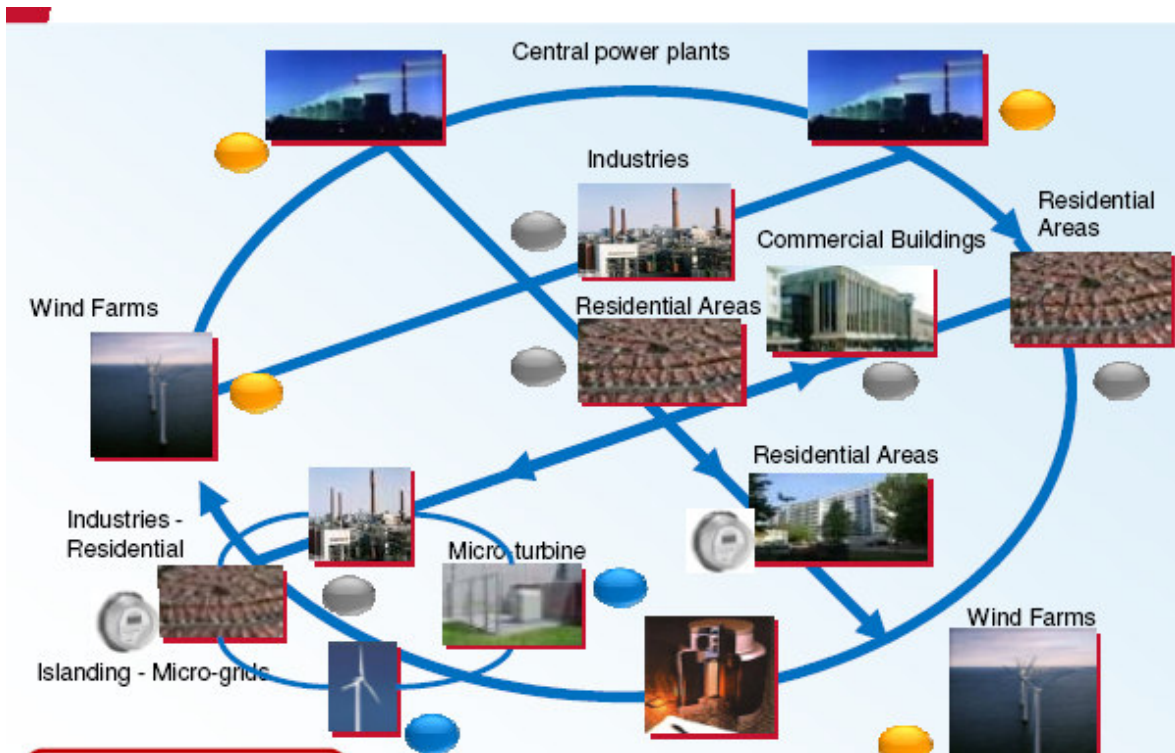 Central power plants
Industries
Residential
Areas
Commercial Buildings
Wind Farms
Residential Areas
Residential Areas
Industries -
Residential
Micro-turbine
Wind Farms
Islanding - Micro-grids